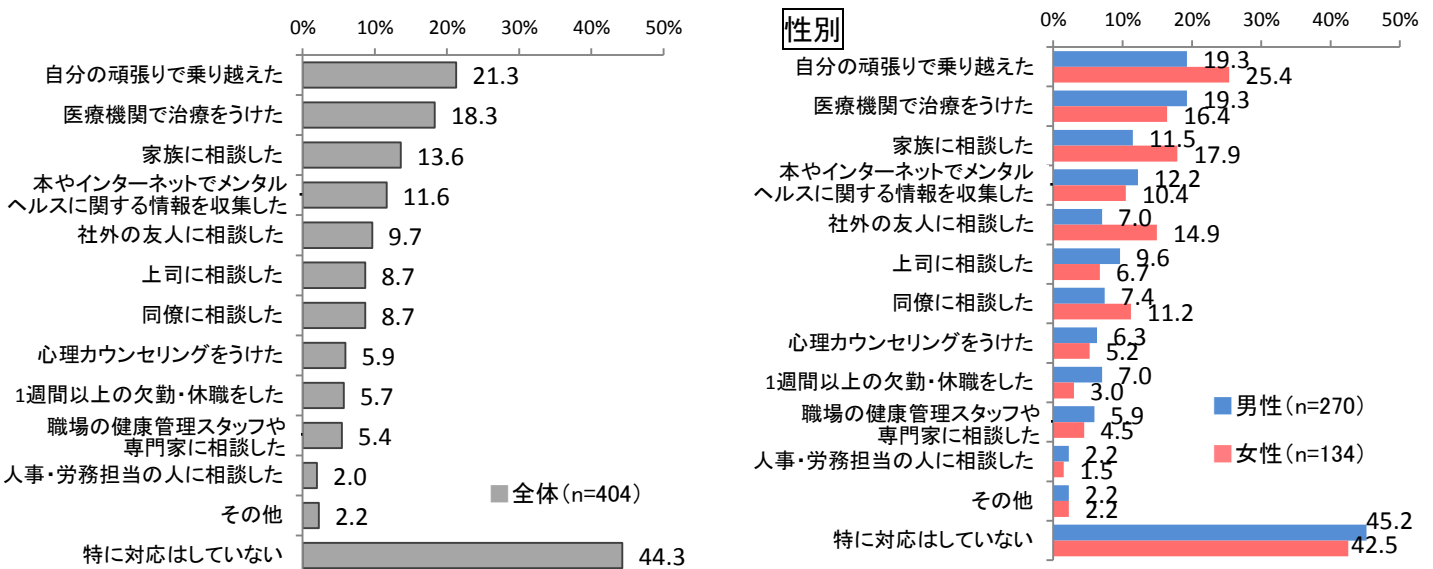 0% 10% 20% 30% 40% 50%
自分の頑張りで乗り越えた 21.3
医療機関で治療をうけた 18.3
家族に相談した 13.6
本やインターネットでメンタル
ヘルスに関する情報を収集した 11.6
社外の友人に相談した 9.7
上司に相談した 8.7
同僚に相談した 8.7
心理カウンセリングをうけた 5.9
1週間以上の欠勤・休職をした 5.7
職場の健康管理スタッフや
専門家に相談した 5.4
人事・労務担当の人に相談した 2.0
その他 2.2
特に対応はしていない 44.3
全体(n=404)
性別
0% 10% 20% 30% 40% 50%
自分の頑張りで乗り越えた 19.3
25.4
医療機関で治療をうけた 19.3
16.4
家族に相談した 11.5
17.9
本やインターネットでメンタル
ヘルスに関する情報を収集した 12.2
10.4
社外の友人に相談した 7.0
14.9
上司に相談した 9.6
6.7
同僚に相談した 7.4
11.2
心理カウンセリングをうけた 6.3
5.2
1週間以上の欠勤・休職をした 7.0
3.0
職場の健康管理スタッフや
専門家に相談した 5.9
4.5
人事・労務担当の人に相談した 2.2
1.5
その他 2.2
2.2
特に対応はしていない 45.2
42.5
男性(n=270)
女性(n=134)